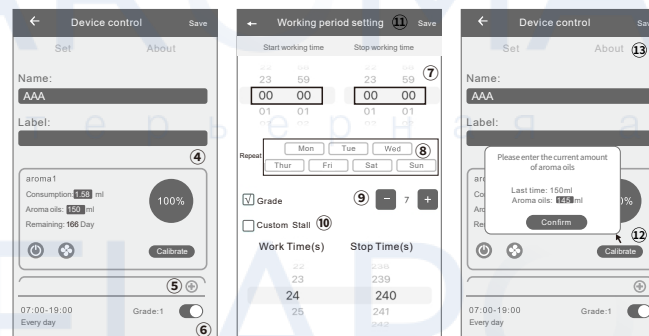 Device control Save
Set About
Name:
AAA
Label:
④
aroma1
Consumption: 1.58 ml
Aroma oils: 150 ml
Remaining: 166 Day
100%
Calibrate
⑤
07:00-19:00 Grade:1
Every day
⑥
Working period setting ⑪ Save
Start working time Stop working time
⑦
23 59 23 59
00 00 00 00
01 01 01 01
Repeat Mon Tue Wed ⑧
Thur Fri Sat Sun
Grade ⑨ − 7 +
Custom Stall ⑩
Work Time(s) Stop Time(s)
22 238
23 239
24 240
25 241
242
Device control Save
Set About ⑬
Name:
AAA
Label:
Please enter the current amount
of aroma oils
Last time: 150ml
Aroma oils: 145 ml
Confirm
⑫
Calibrate
07:00-19:00 Grade:1
Every day